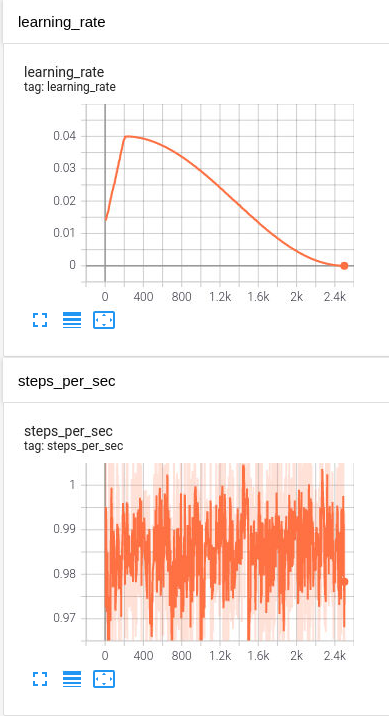 learning_rate
learning_rate
tag: learning_rate
0.04
0.03
0.02
0.01
0
0 400 800 1.2k 1.6k 2k 2.4k
steps_per_sec
steps_per_sec
tag: steps_per_sec
1
0.99
0.98
0.97
0 400 800 1.2k 1.6k 2k 2.4k